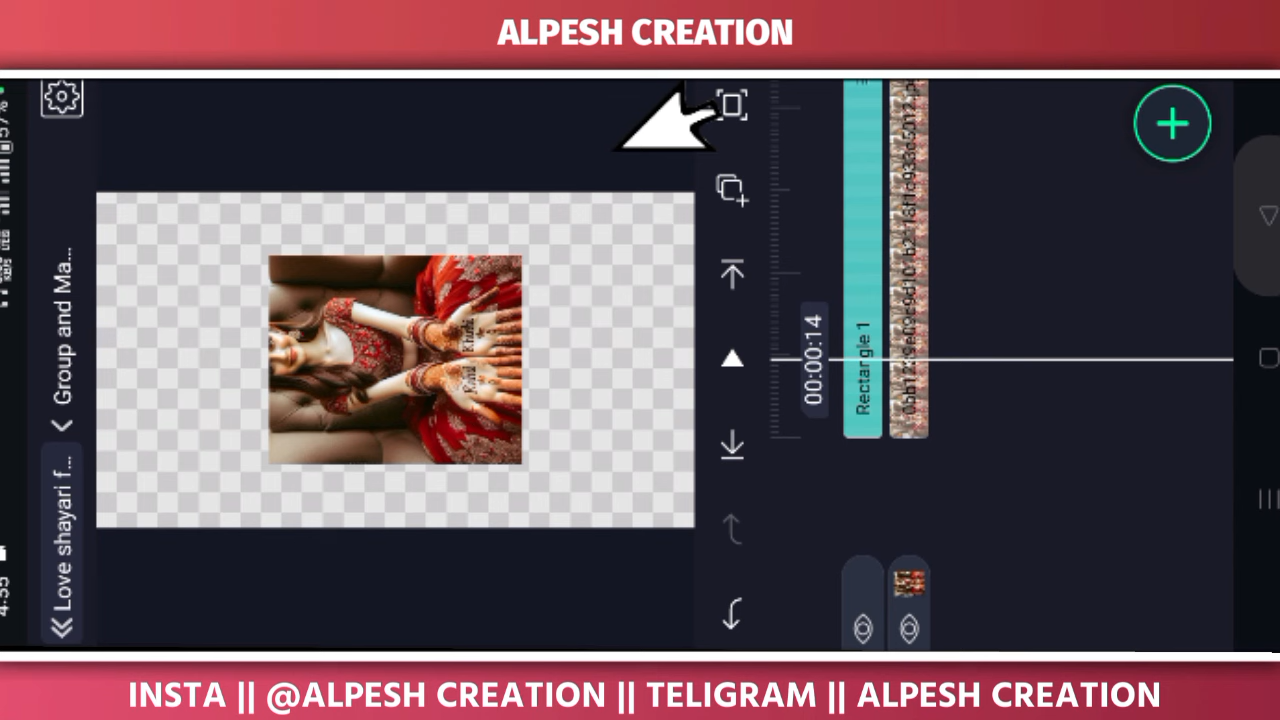 ALPESH CREATION
Love shayari f...
Group and Ma...
00:00:14
Rectangle 1
INSTA || @ALPESH CREATION || TELIGRAM || ALPESH CREATION